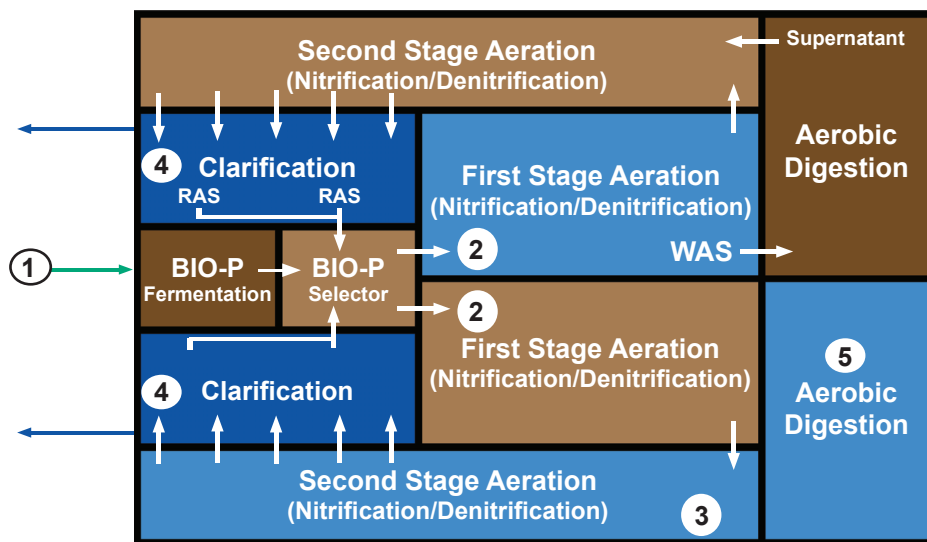 Second Stage Aeration
(Nitrification/Denitrification)
Supernatant
Aerobic
Digestion
4
Clarification
RAS
RAS
First Stage Aeration
(Nitrification/Denitrification)
WAS
1
BIO-P
Fermentation
BIO-P
Selector
2
2
First Stage Aeration
(Nitrification/Denitrification)
4
Clarification
5
Aerobic
Digestion
Second Stage Aeration
(Nitrification/Denitrification)
3